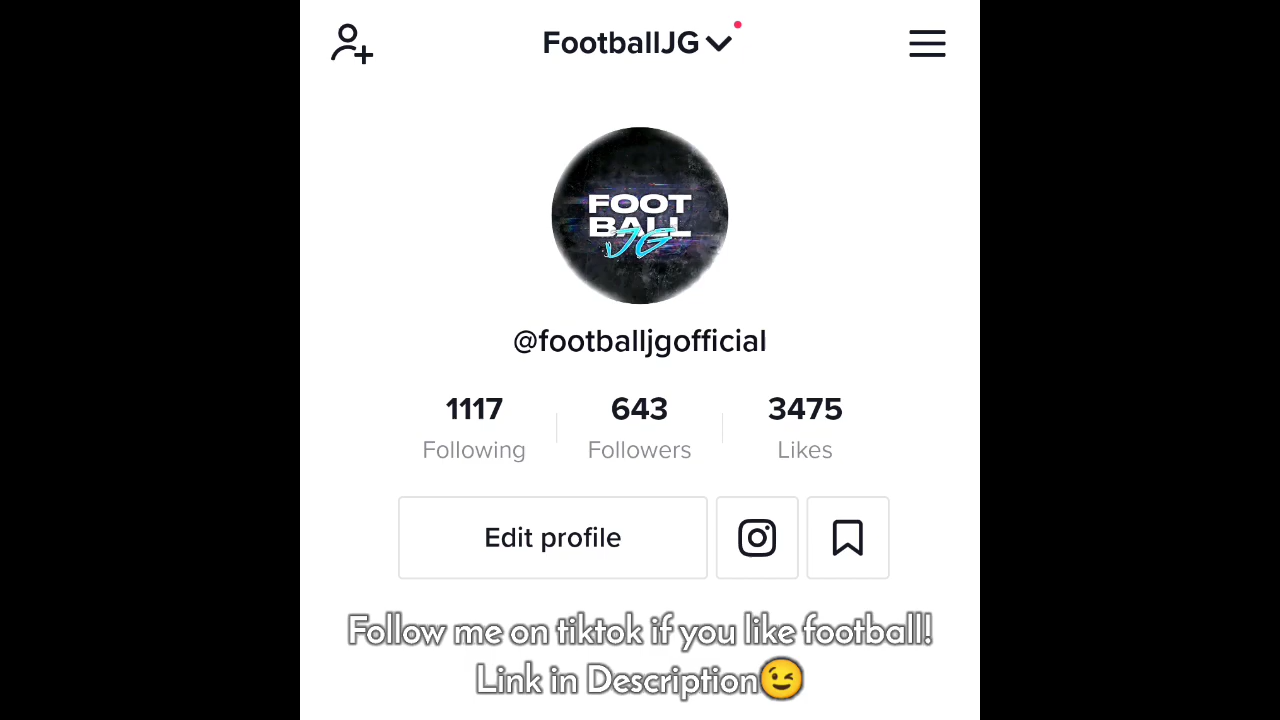 FootballJG
FOOT
BALL
JG
@footballjgofficial
1117 643 3475
Following Followers Likes
Edit profile
Follow me on tiktok if you like football!
Link in Description😉